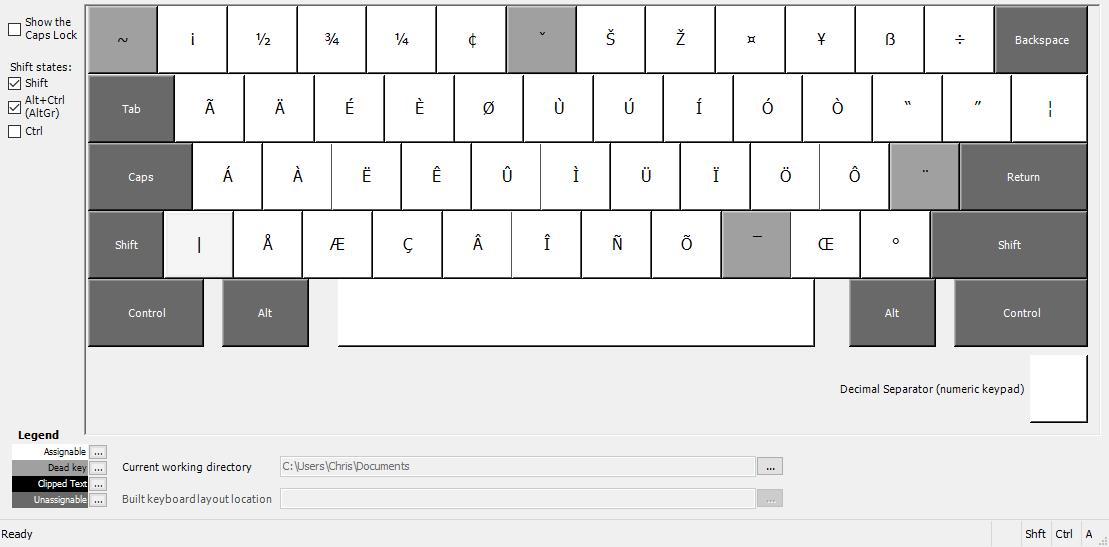 Show the
Caps Lock
Shift states:
Shift
Alt+Ctrl
(AltGr)
Ctrl
~ ¡ ½ ¾ ¼ ¢ ˇ Š Ž ¤ ¥ ß ÷ Backspace
Tab Ã Ä É È Ø Ù Ú Í Ó Ò “ ” ¦
Caps Á À Ë Ê Û Ì Ü Ï Ö Ô ¨ Return
Shift | Å Æ Ç Â Î Ñ Õ ¯ Œ ° Shift
Control Alt Alt Control
Decimal Separator (numeric keypad)
Legend
Assignable ...
Dead key ...
Clipped Text ...
Unassignable ...
Current working directory C:\Users\Chris\Documents ...
Built keyboard layout location ...
Ready Shft Ctrl A